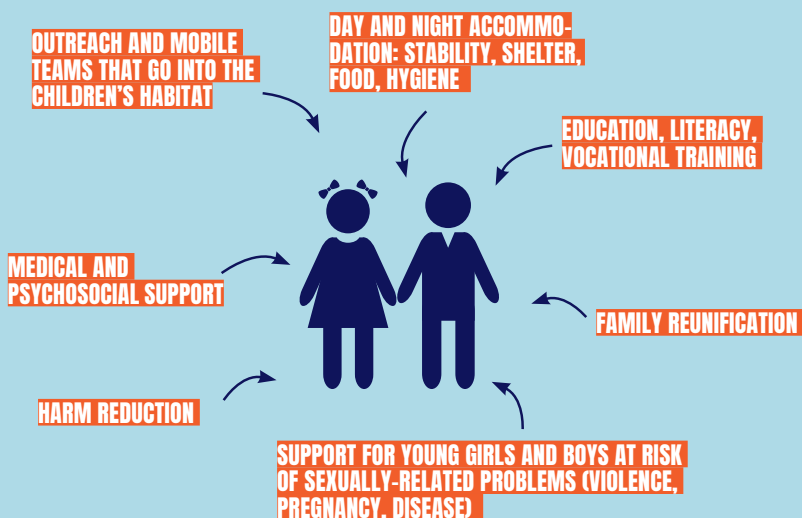 OUTREACH AND MOBILE
TEAMS THAT GO INTO THE
CHILDREN'S HABITAT
DAY AND NIGHT ACCOMMO-
DATION: STABILITY, SHELTER,
FOOD, HYGIENE
EDUCATION, LITERACY,
VOCATIONAL TRAINING
MEDICAL AND
PSYCHOSOCIAL SUPPORT
FAMILY REUNIFICATION
HARM REDUCTION
SUPPORT FOR YOUNG GIRLS AND BOYS AT RISK
OF SEXUALLY-RELATED PROBLEMS (VIOLENCE,
PREGNANCY, DISEASE)